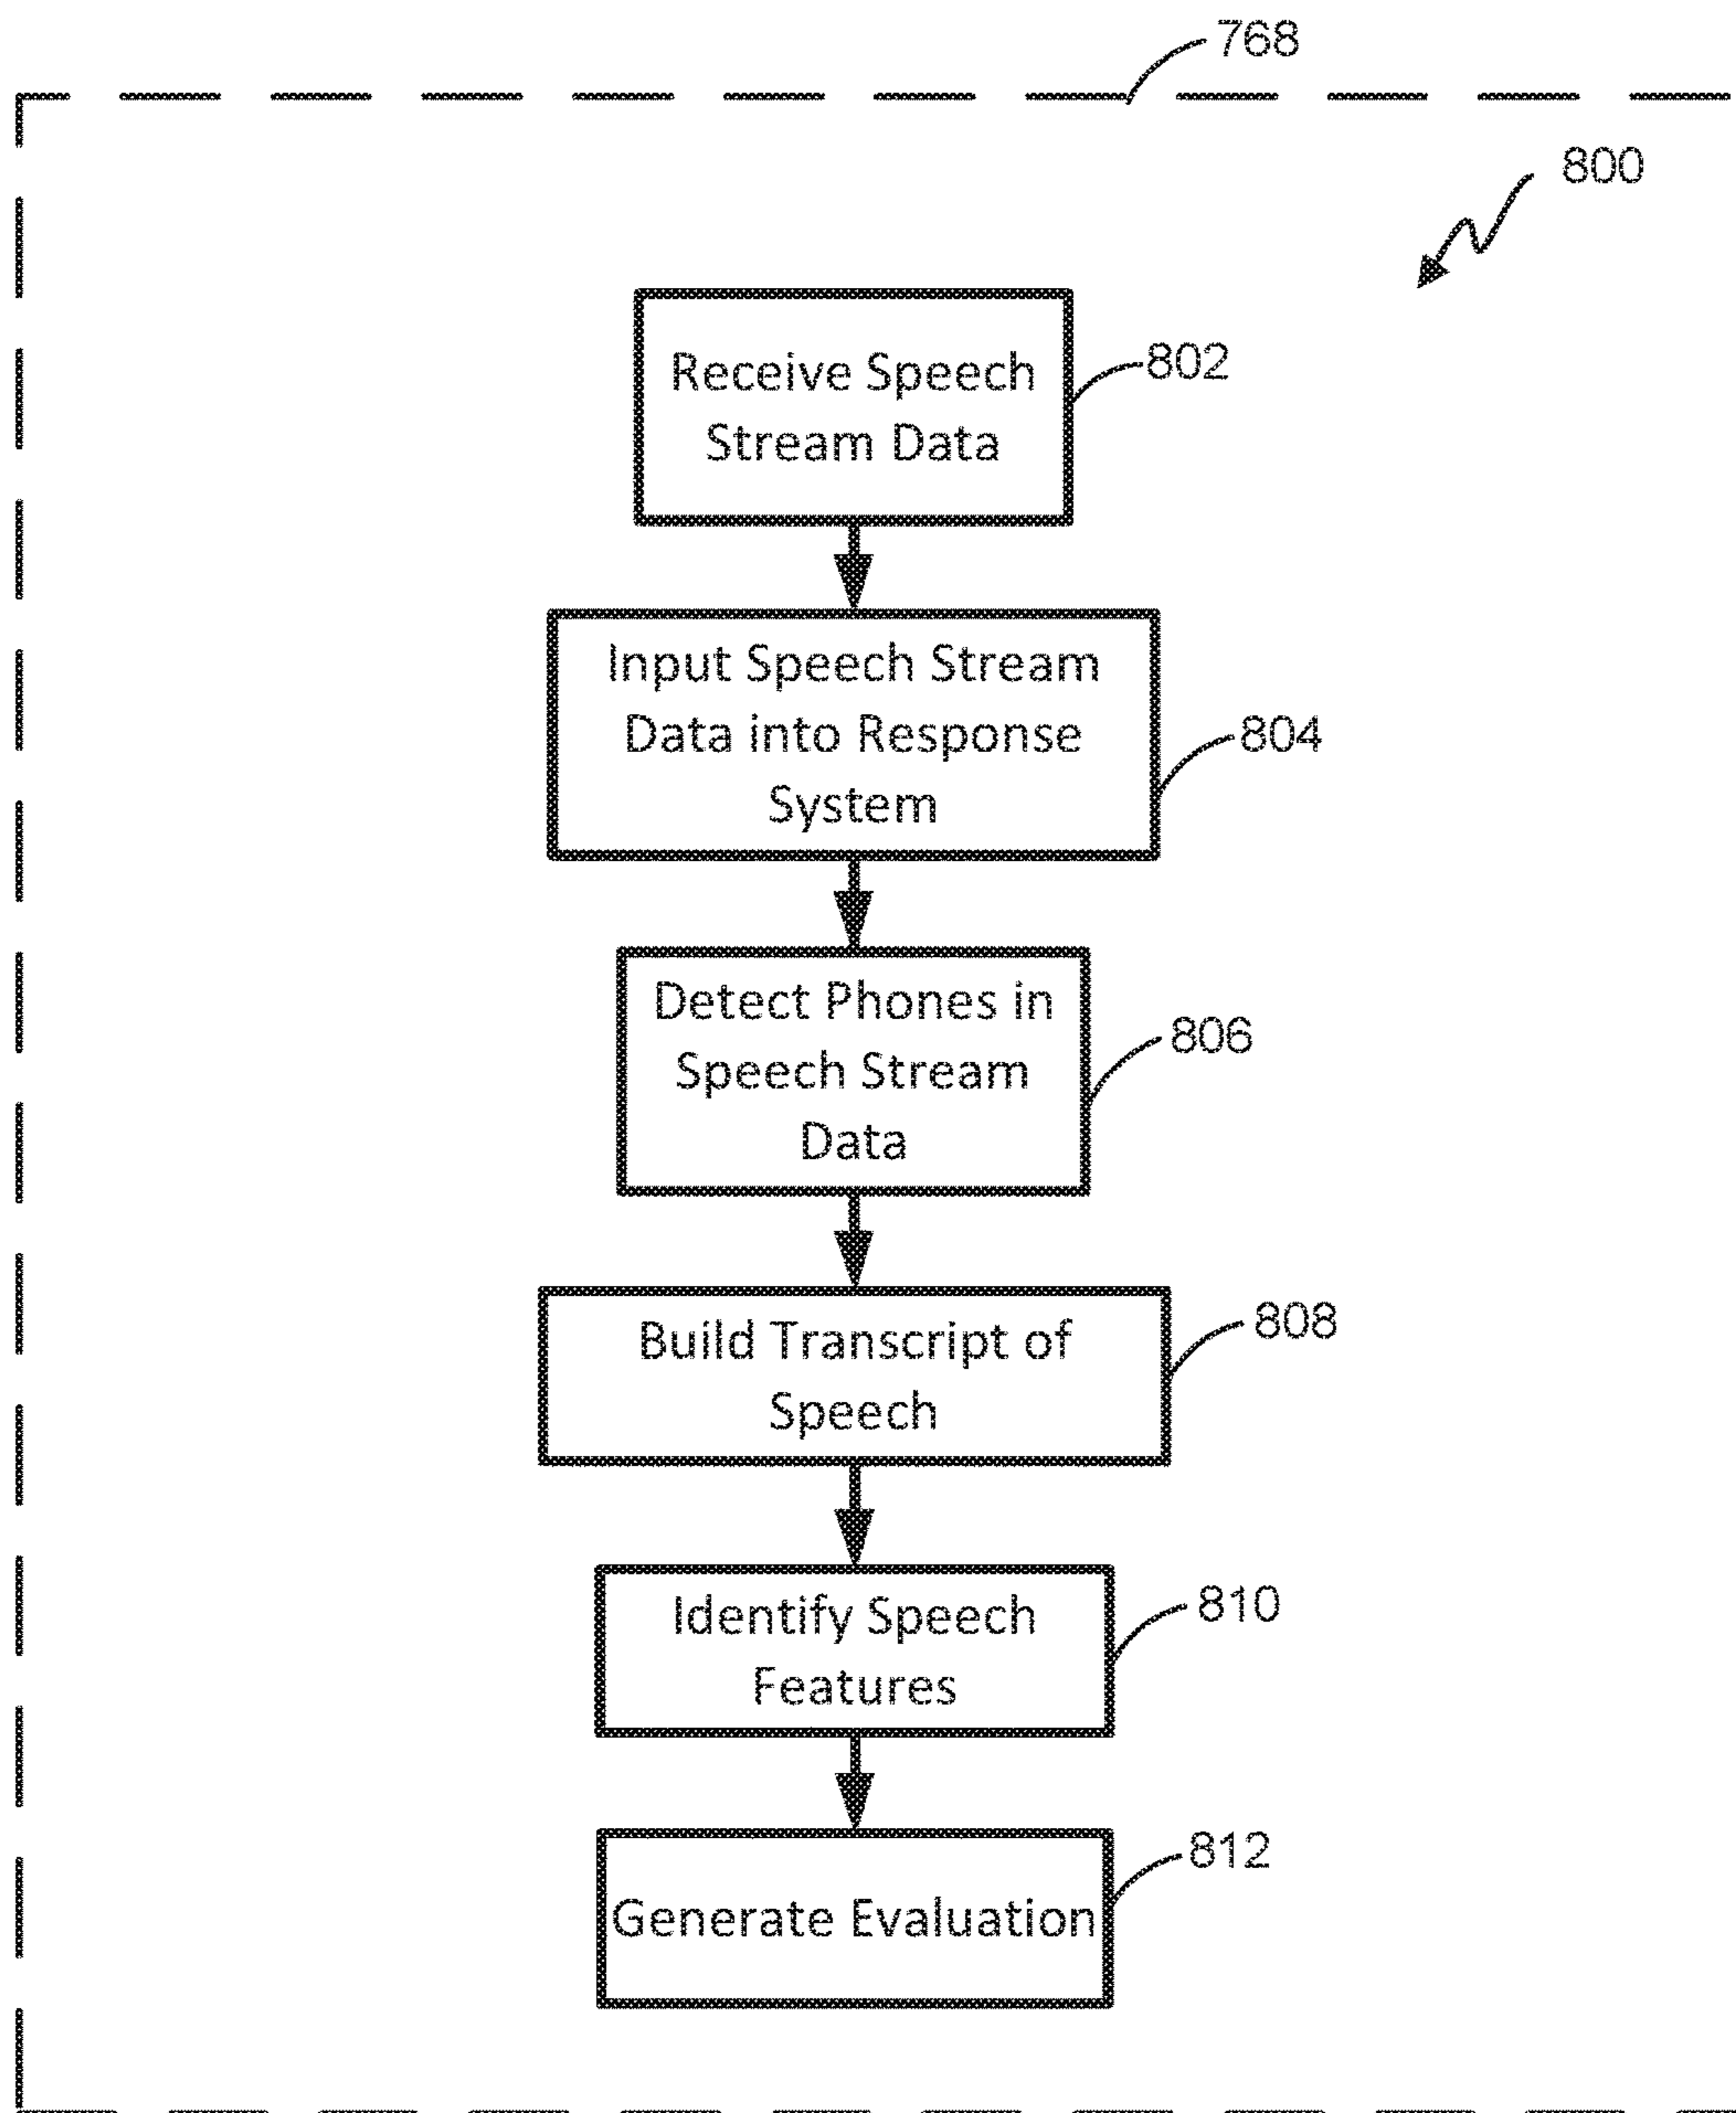 768
800
Receive Speech
Stream Data
802
Input Speech Stream
Data into Response
System
804
Detect Phones in
Speech Stream
Data
806
Build Transcript of
Speech
808
Identify Speech
Features
810
Generate Evaluation
812